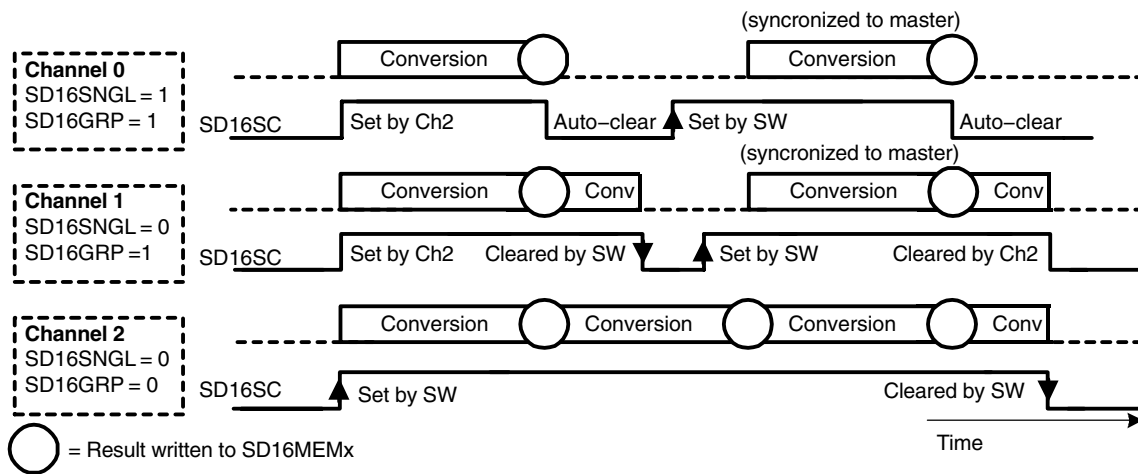 (syncronized to master)
Conversion
Conversion
Channel 0
SD16SNGL = 1
SD16GRP = 1
SD16SC
Set by Ch2
Auto−clear
Set by SW
Auto−clear
(syncronized to master)
Conversion
Conv
Conversion
Conv
Channel 1
SD16SNGL = 0
SD16GRP =1
SD16SC
Set by Ch2
Cleared by SW
Set by SW
Cleared by Ch2
Conversion
Conversion
Conversion
Conv
Channel 2
SD16SNGL = 0
SD16GRP = 0
SD16SC
Set by SW
Cleared by SW
= Result written to SD16MEMx
Time